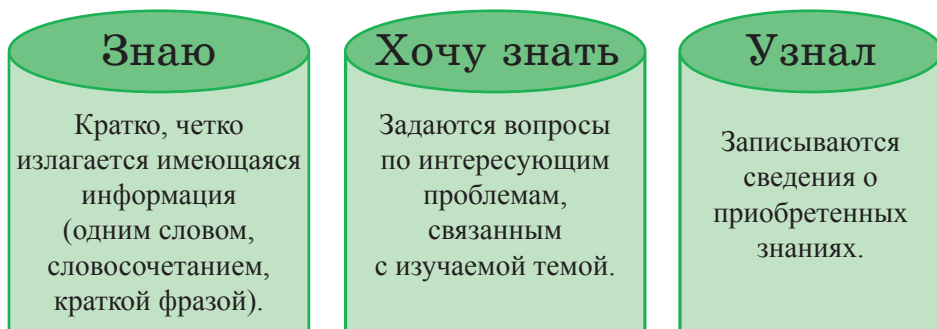 Знаю
Кратко, четко
излагается имеющаяся
информация
(одним словом,
словосочетанием,
краткой фразой).
Хочу знать
Задаются вопросы
по интересующим
проблемам,
связанным
с изучаемой темой.
Узнал
Записываются
сведения о
приобретенных
знаниях.